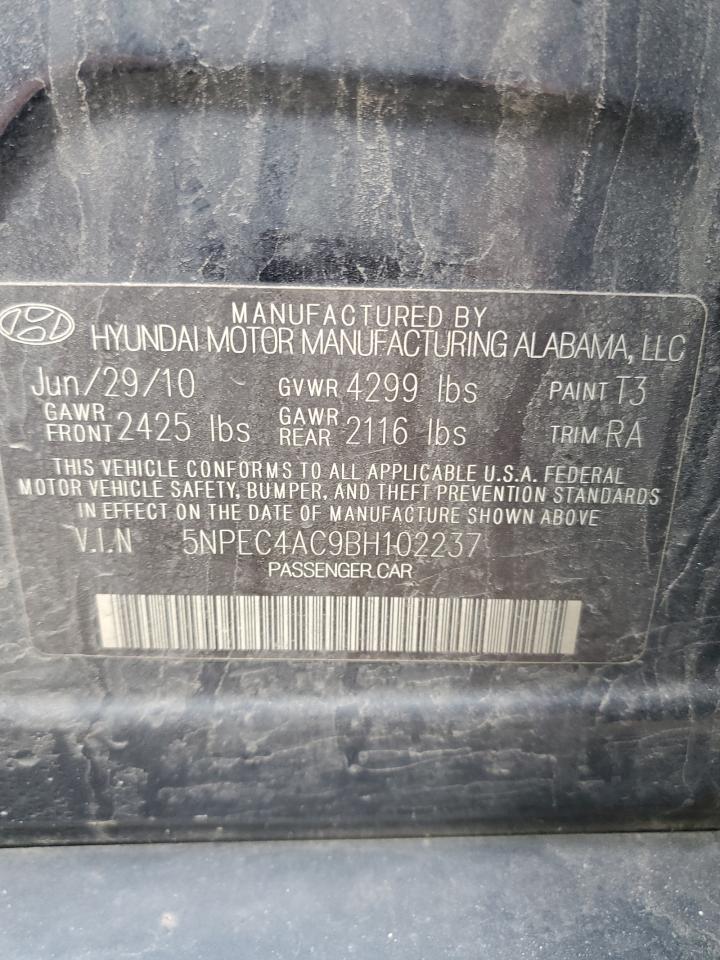 MANUFACTURED BY
HYUNDAI MOTOR MANUFACTURING ALABAMA, LLC
Jun/29/10 GVWR 4299 lbs PAINT T3
GAWR FRONT 2425 lbs GAWR REAR 2116 lbs TRIM RA
THIS VEHICLE CONFORMS TO ALL APPLICABLE U.S.A. FEDERAL
MOTOR VEHICLE SAFETY, BUMPER, AND THEFT PREVENTION STANDARDS
IN EFFECT ON THE DATE OF MANUFACTURE SHOWN ABOVE
V.I.N 5NPEC4AC9BH102237
PASSENGER CAR